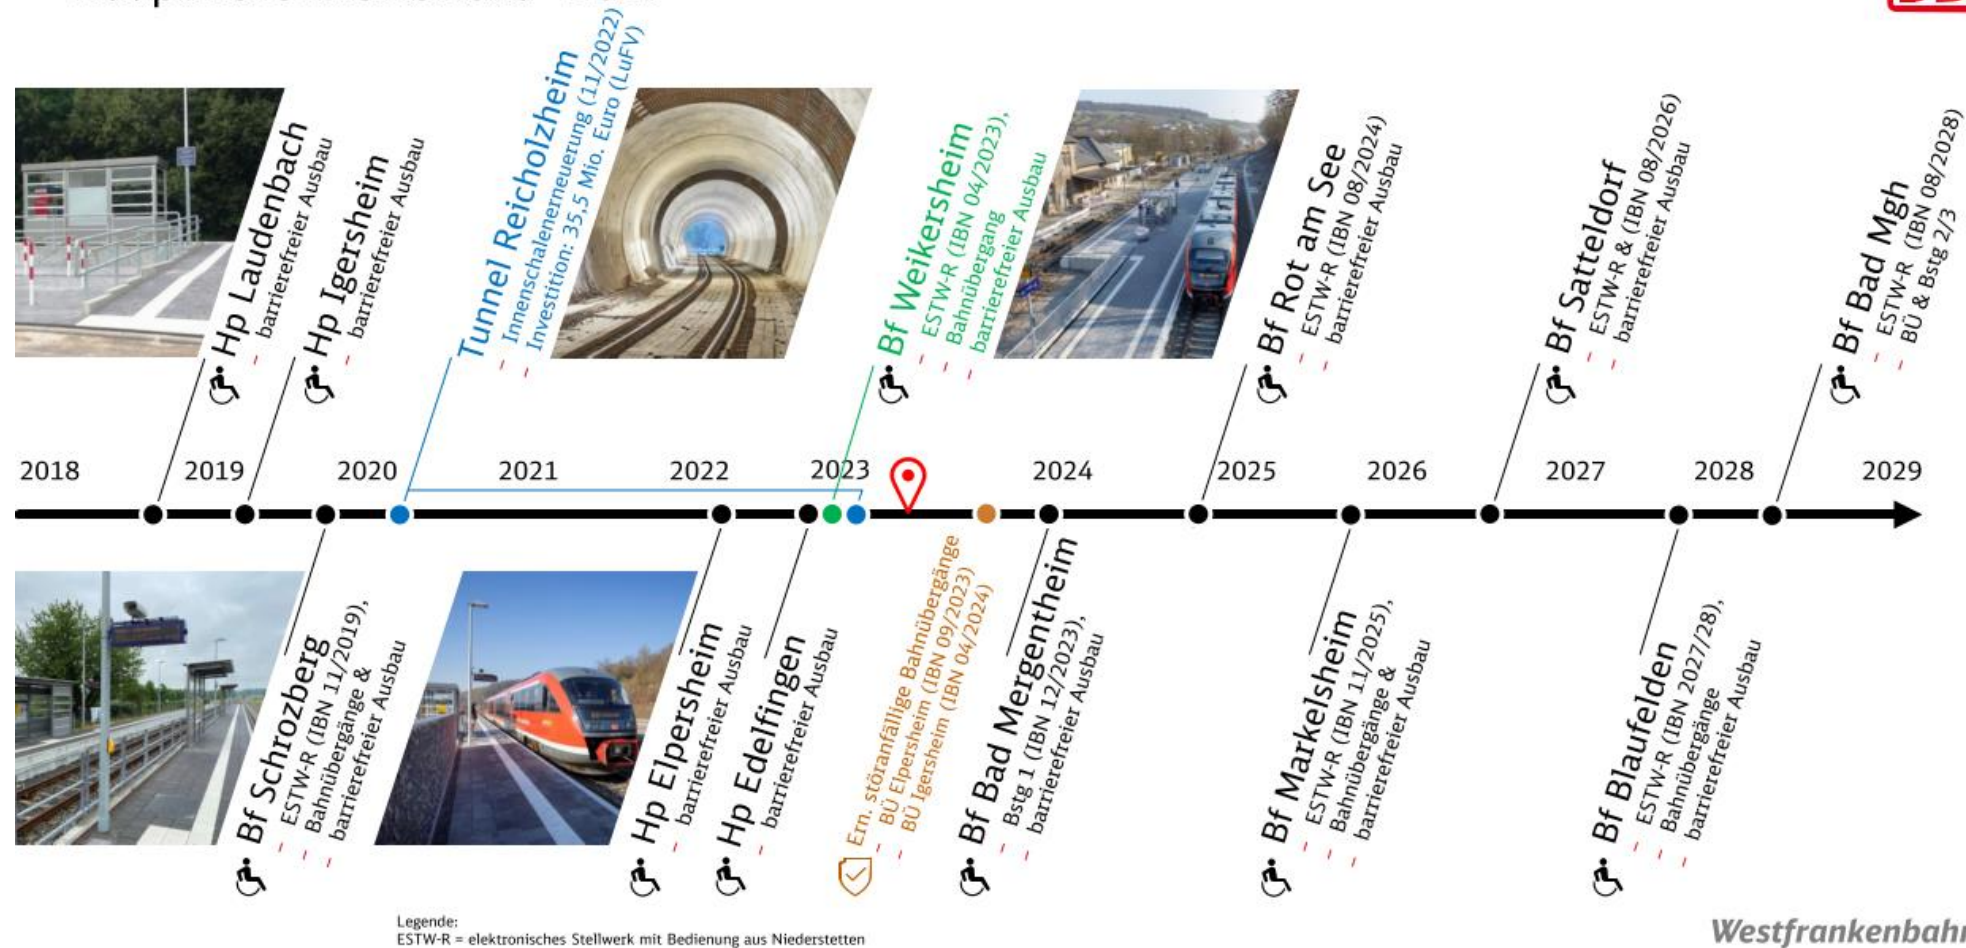 Hp Laudenbach
– barrierefreier Ausbau
Hp Igersheim
– barrierefreier Ausbau
Tunnel Reicholzheim
– Innenschalenerneuerung (11/2022)
– Investition: 35,5 Mio. Euro (LuFV)
Bf Weikersheim
– ESTW-R (IBN 04/2023),
– Bahnübergang
– barrierefreier Ausbau
Bf Rot am See
– ESTW-R (IBN 08/2024)
– barrierefreier Ausbau
Bf Satteldorf
– ESTW-R & (IBN 08/2026)
– barrierefreier Ausbau
Bf Bad Mgh
– ESTW-R (IBN 08/2028)
– BÜ & Bstg 2/3
2018 2019 2020 2021 2022 2023 2024 2025 2026 2027 2028 2029
Bf Schrozberg
– ESTW-R (IBN 11/2019),
– Bahnübergänge &
– barrierefreier Ausbau
Hp Elpersheim
– barrierefreier Ausbau
Hp Edelfingen
– barrierefreier Ausbau
Ern. störanfällige Bahnübergänge
– BÜ Elpersheim (IBN 09/2023)
– BÜ Igersheim (IBN 04/2024)
Bf Bad Mergentheim
– Bstg 1 (IBN 12/2023),
– barrierefreier Ausbau
Bf Markelsheim
– ESTW-R (IBN 11/2025),
– Bahnübergänge &
– barrierefreier Ausbau
Bf Blaufelden
– ESTW-R (IBN 2027/28),
– Bahnübergänge
– barrierefreier Ausbau
Legende:
ESTW-R = elektronisches Stellwerk mit Bedienung aus Niederstetten
Westfrankenbahn